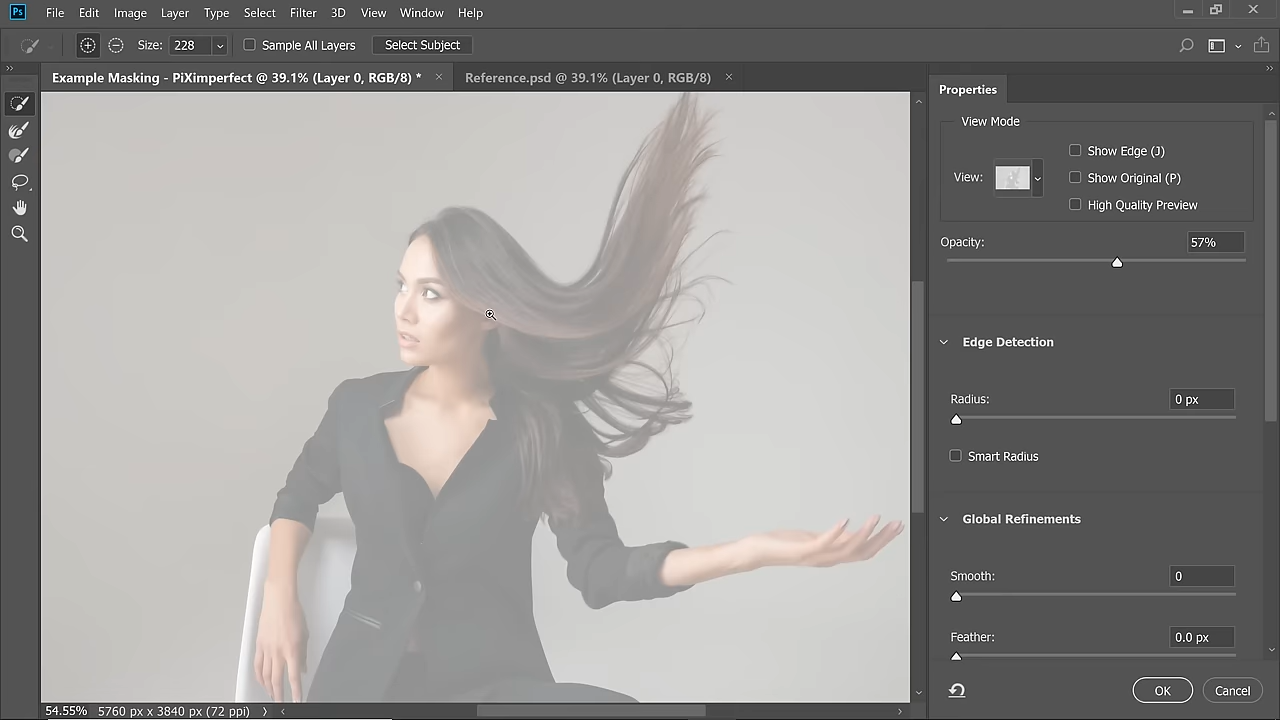 Ps File Edit Image Layer Type Select Filter 3D View Window Help
Size: 228 Sample All Layers Select Subject
Example Masking - PiXimperfect @ 39.1% (Layer 0, RGB/8) * × Reference.psd @ 39.1% (Layer 0, RGB/8) ×
Properties
View Mode
Show Edge (J)
View:
Show Original (P)
High Quality Preview
Opacity: 57%
Edge Detection
Radius: 0 px
Smart Radius
Global Refinements
Smooth: 0
Feather: 0.0 px
OK Cancel
54.55% 5760 px x 3840 px (72 ppi)